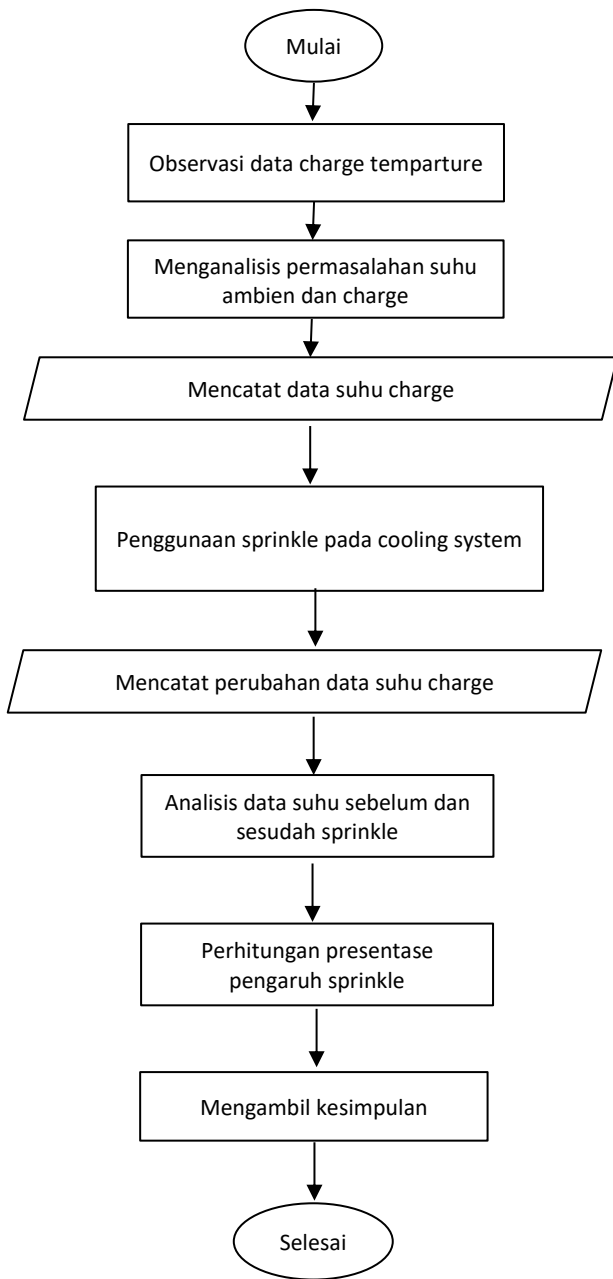 Mulai
Observasi data charge temparture
Menganalisis permasalahan suhu
ambien dan charge
Mencatat data suhu charge
Penggunaan sprinkle pada cooling system
Mencatat perubahan data suhu charge
Analisis data suhu sebelum dan
sesudah sprinkle
Perhitungan presentase
pengaruh sprinkle
Mengambil kesimpulan
Selesai